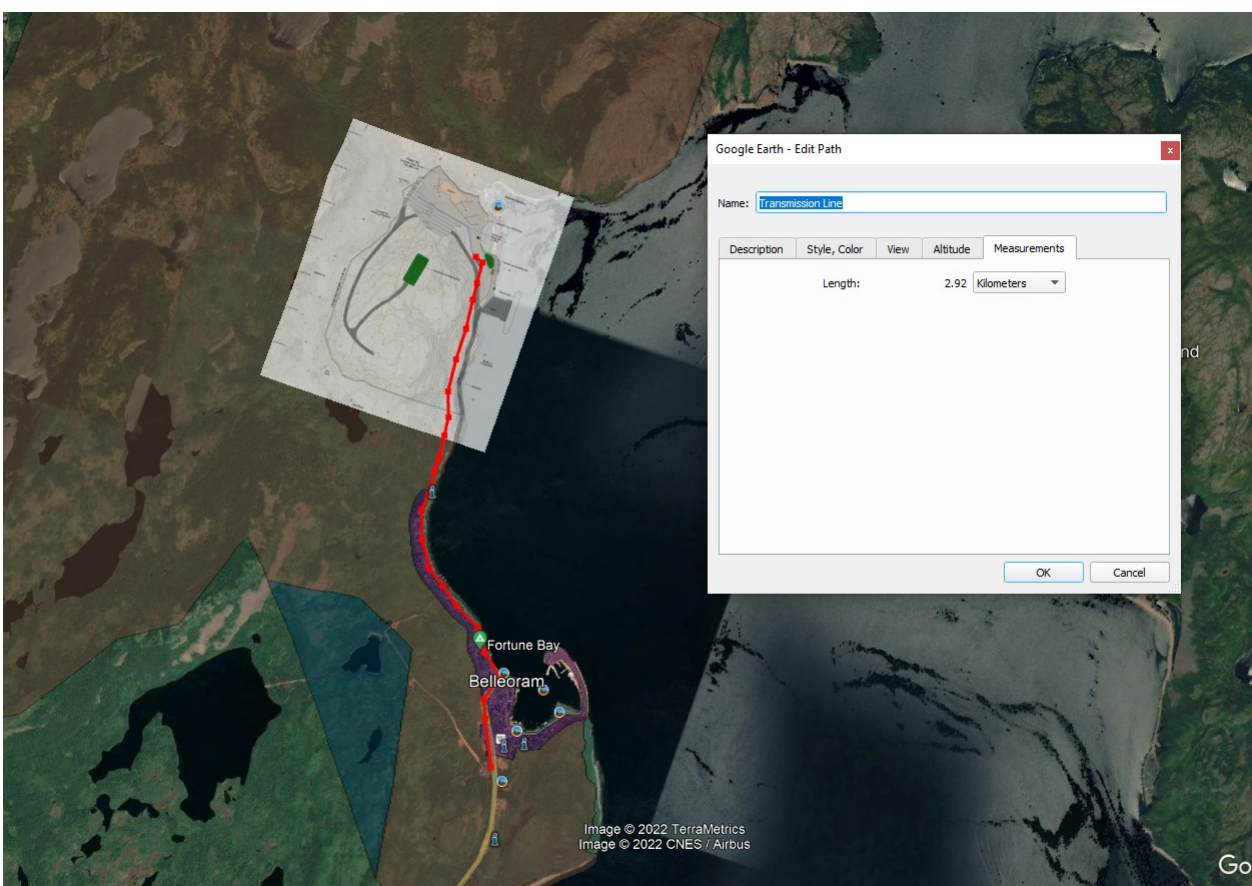 Google Earth - Edit Path
x
Name: Transmission Line
Description Style, Color View Altitude Measurements
Length: 2.92 Kilometers
OK Cancel
nd
Fortune Bay
Belleoram
Image © 2022 TerraMetrics
Image © 2022 CNES / Airbus
Go